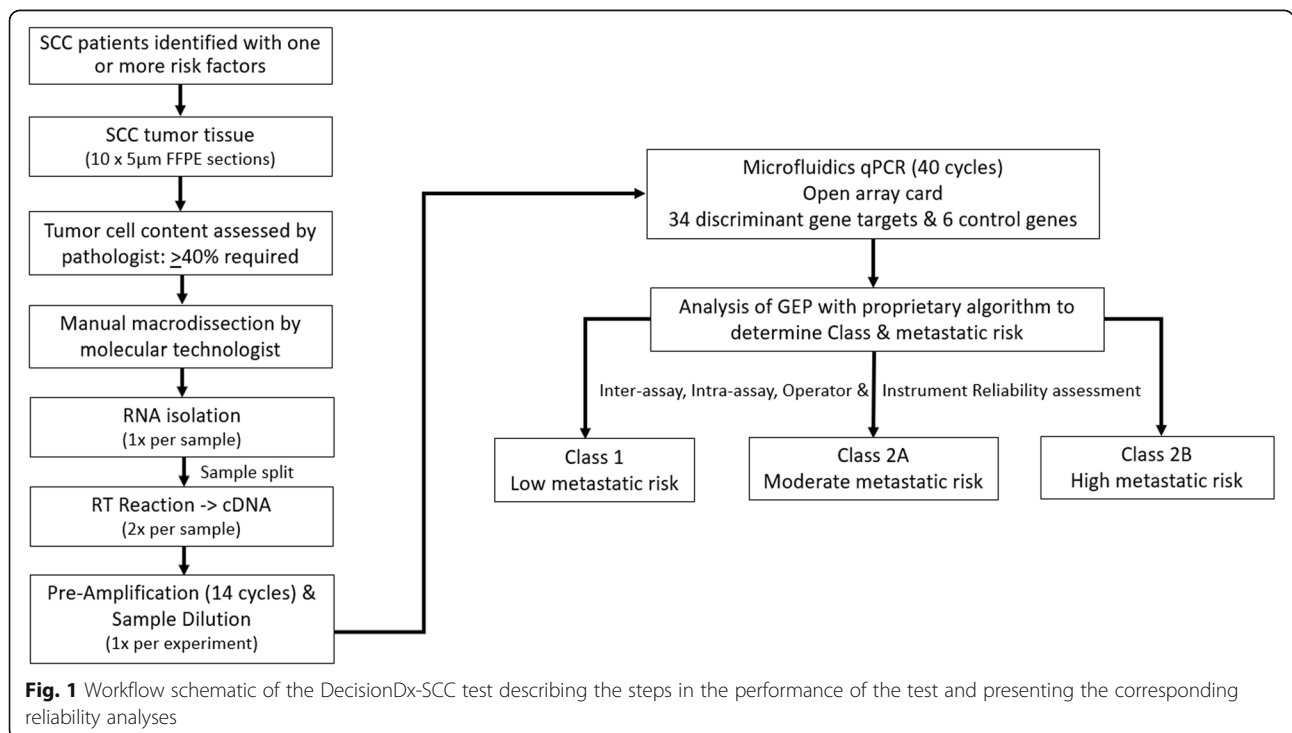 SCC patients identified with one
or more risk factors
SCC tumor tissue
(10 x 5µm FFPE sections)
Tumor cell content assessed by
pathologist: ≥40% required
Manual macrodissection by
molecular technologist
RNA isolation
(1x per sample)
Sample split
RT Reaction -> cDNA
(2x per sample)
Pre-Amplification (14 cycles) &
Sample Dilution
(1x per experiment)
Microfluidics qPCR (40 cycles)
Open array card
34 discriminant gene targets & 6 control genes
Analysis of GEP with proprietary algorithm to
determine Class & metastatic risk
Inter-assay, Intra-assay, Operator & Instrument Reliability assessment
Class 1
Low metastatic risk
Class 2A
Moderate metastatic risk
Class 2B
High metastatic risk
Fig. 1 Workflow schematic of the DecisionDx-SCC test describing the steps in the performance of the test and presenting the corresponding
reliability analyses